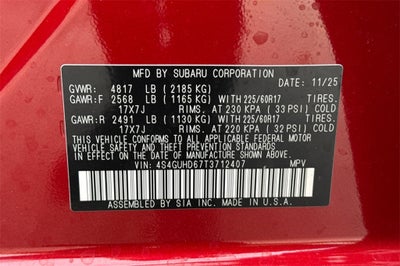 MFD BY SUBARU CORPORATION
DATE: 11/25
GVWR: 4817 LB (2185 KG)
GAWR:F 2568 LB (1165 KG) WITH 225/60R17 TIRES.
17X7J RIMS. AT 230 KPA (33 PSI) COLD
GAWR:R 2491 LB (1130 KG) WITH 225/60R17 TIRES.
17X7J RIMS. AT 220 KPA (32 PSI) COLD
THIS VEHICLE CONFORMS TO ALL APPLICABLE FEDERAL MOTOR
VEHICLE SAFETY STANDARDS IN EFFECT ON THE DATE OF
MANUFACTURE SHOWN ABOVE.
VIN: 4S4GUHD67T3712407, MPV
ASSEMBLED BY SIA INC. MADE IN U.S.A.